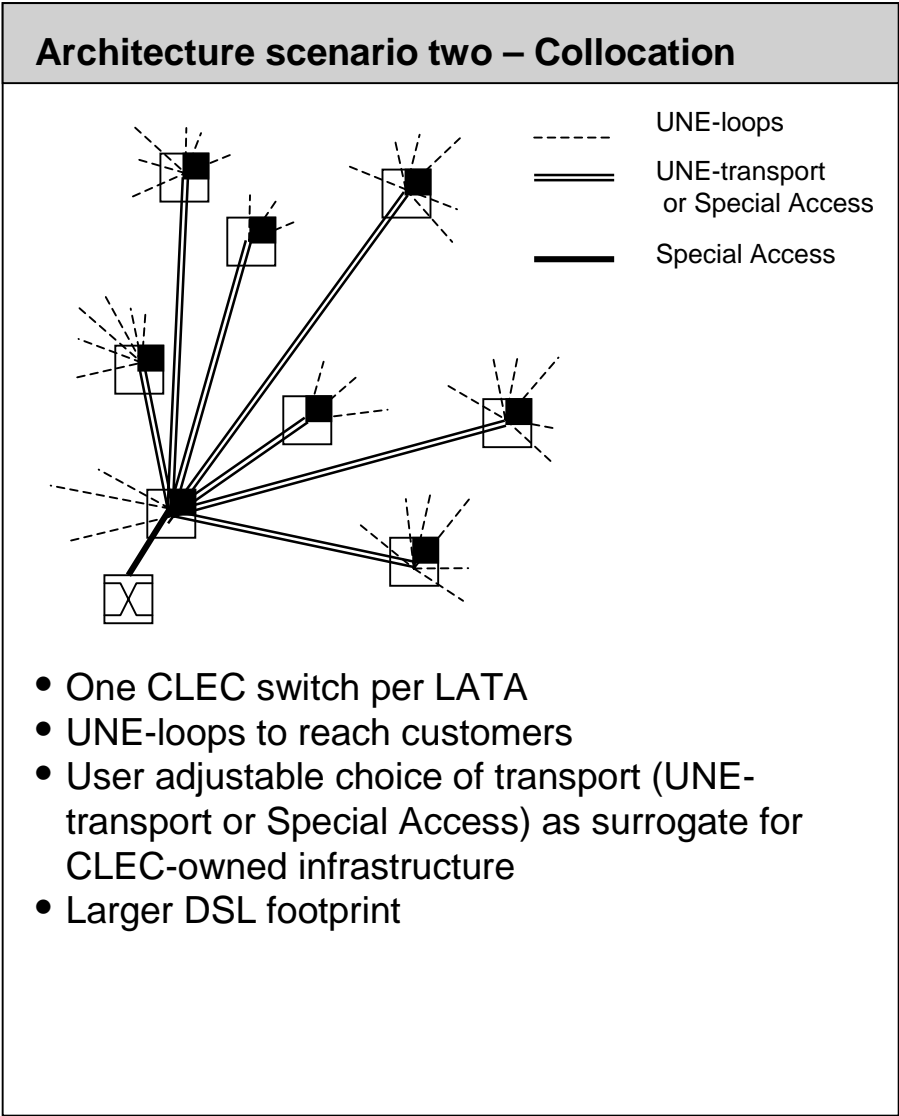 Architecture scenario two – Collocation
UNE-loops
UNE-transport
or Special Access
Special Access
• One CLEC switch per LATA
• UNE-loops to reach customers
• User adjustable choice of transport (UNE-
transport or Special Access) as surrogate for
CLEC-owned infrastructure
• Larger DSL footprint